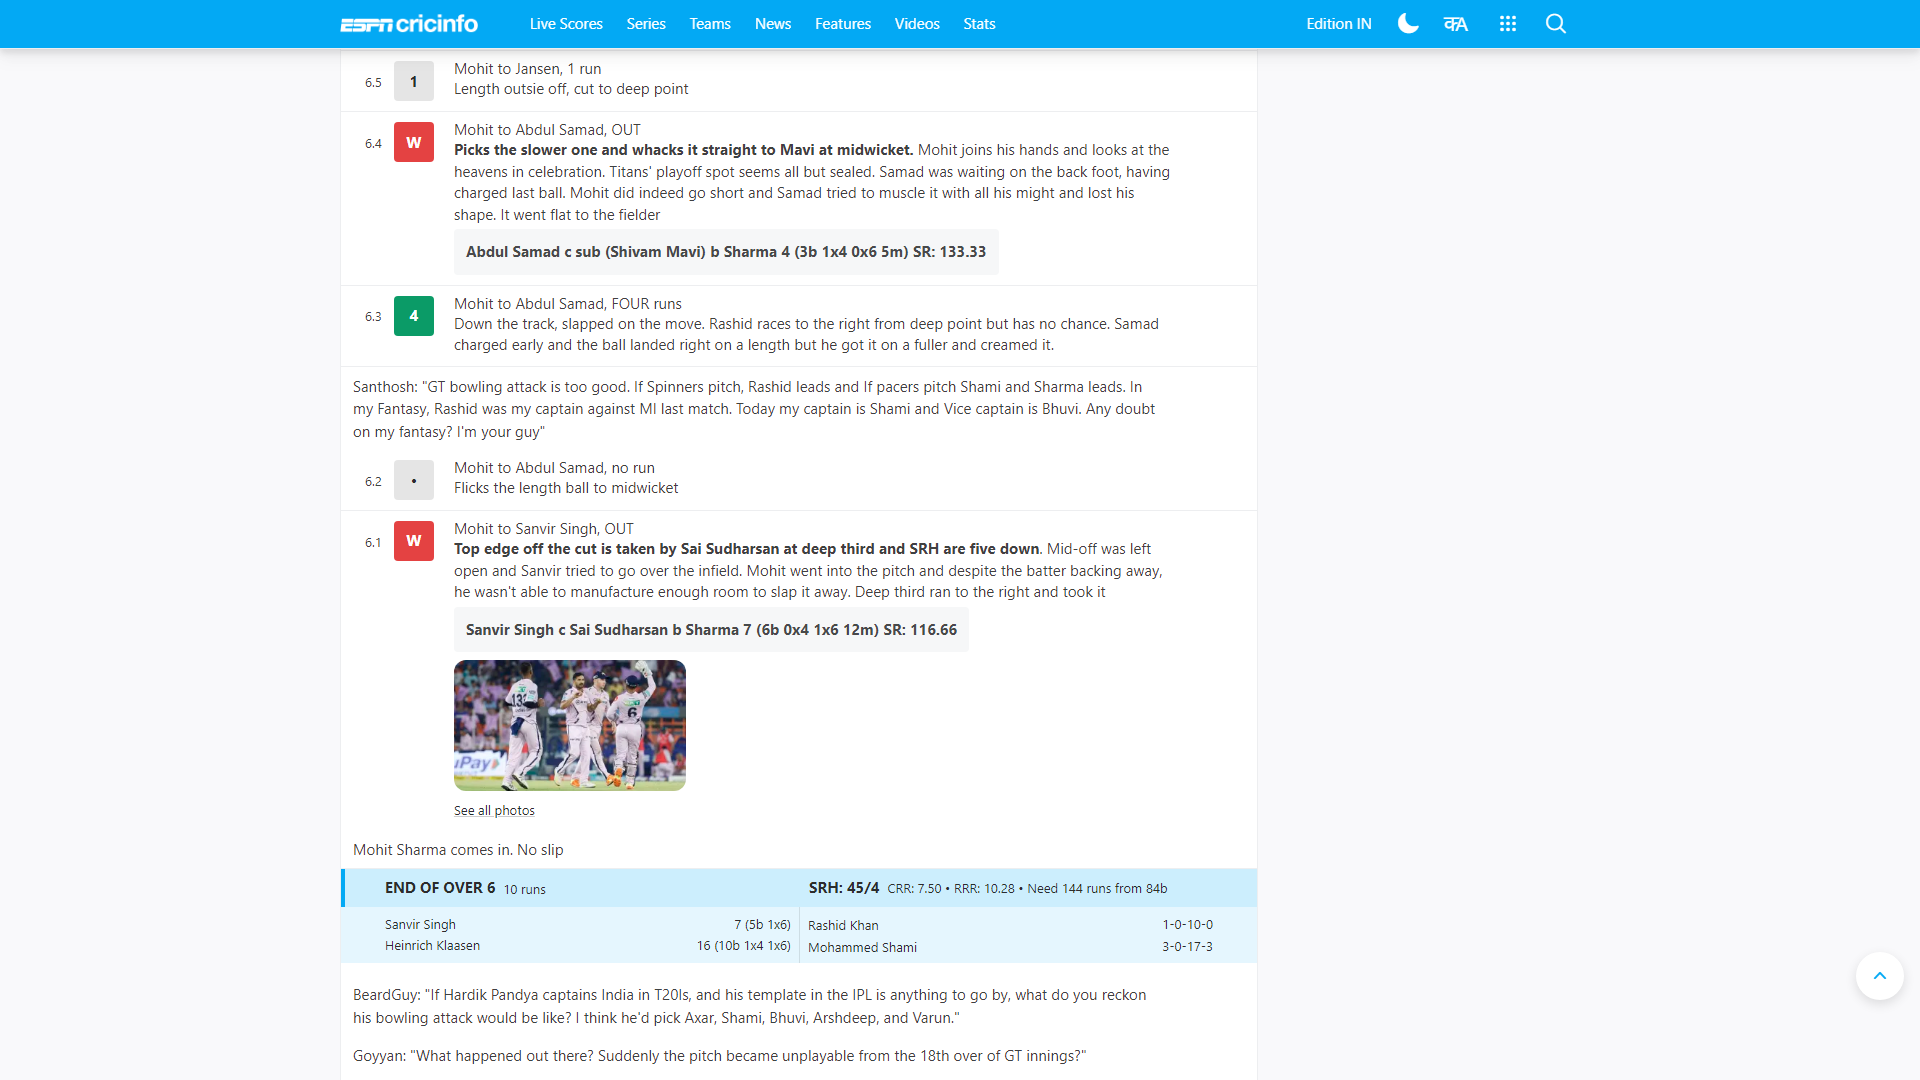 ESPN cricinfo Live Scores Series Teams News Features Videos Stats Edition IN कA
6.5 1 Mohit to Jansen, 1 run
Length outsie off, cut to deep point
6.4 W Mohit to Abdul Samad, OUT
Picks the slower one and whacks it straight to Mavi at midwicket. Mohit joins his hands and looks at the
heavens in celebration. Titans' playoff spot seems all but sealed. Samad was waiting on the back foot, having
charged last ball. Mohit did indeed go short and Samad tried to muscle it with all his might and lost his
shape. It went flat to the fielder
Abdul Samad c sub (Shivam Mavi) b Sharma 4 (3b 1x4 0x6 5m) SR: 133.33
6.3 4 Mohit to Abdul Samad, FOUR runs
Down the track, slapped on the move. Rashid races to the right from deep point but has no chance. Samad
charged early and the ball landed right on a length but he got it on a fuller and creamed it.
Santhosh: "GT bowling attack is too good. If Spinners pitch, Rashid leads and If pacers pitch Shami and Sharma leads. In
my Fantasy, Rashid was my captain against MI last match. Today my captain is Shami and Vice captain is Bhuvi. Any doubt
on my fantasy? I'm your guy"
6.2 • Mohit to Abdul Samad, no run
Flicks the length ball to midwicket
6.1 W Mohit to Sanvir Singh, OUT
Top edge off the cut is taken by Sai Sudharsan at deep third and SRH are five down. Mid-off was left
open and Sanvir tried to go over the infield. Mohit went into the pitch and despite the batter backing away,
he wasn't able to manufacture enough room to slap it away. Deep third ran to the right and took it
Sanvir Singh c Sai Sudharsan b Sharma 7 (6b 0x4 1x6 12m) SR: 116.66
6
uPay
See all photos
Mohit Sharma comes in. No slip
END OF OVER 6 10 runs SRH: 45/4 CRR: 7.50 • RRR: 10.28 • Need 144 runs from 84b
Sanvir Singh 7 (5b 1x6) Rashid Khan 1-0-10-0
Heinrich Klaasen 16 (10b 1x4 1x6) Mohammed Shami 3-0-17-3
BeardGuy: "If Hardik Pandya captains India in T20Is, and his template in the IPL is anything to go by, what do you reckon
his bowling attack would be like? I think he'd pick Axar, Shami, Bhuvi, Arshdeep, and Varun."
Goyyan: "What happened out there? Suddenly the pitch became unplayable from the 18th over of GT innings?"